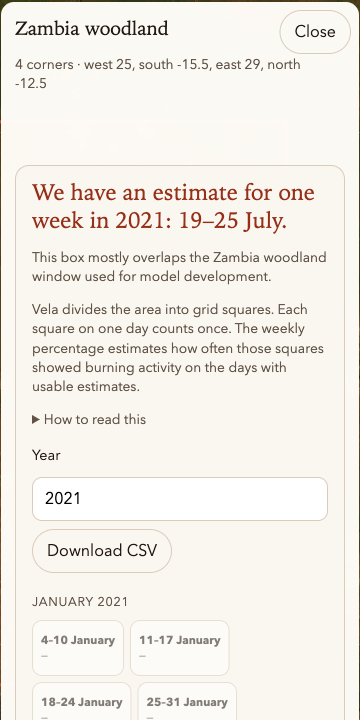 Zambia woodland
Close
4 corners · west 25, south -15.5, east 29, north
-12.5
We have an estimate for one
week in 2021: 19–25 July.
This box mostly overlaps the Zambia woodland
window used for model development.
Vela divides the area into grid squares. Each
square on one day counts once. The weekly
percentage estimates how often those squares
showed burning activity on the days with
usable estimates.
▶ How to read this
Year
2021
Download CSV
JANUARY 2021
4–10 January
–
11–17 January
–
18–24 January
–
25–31 January
–